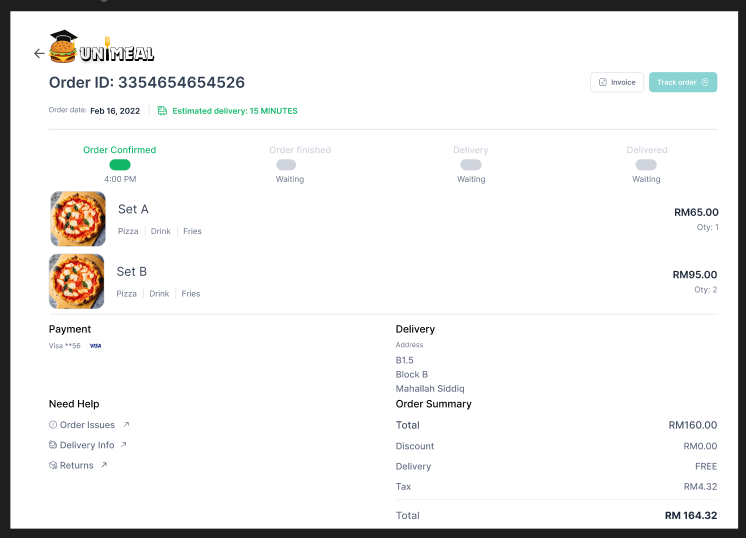 UNIMEAL
Order ID: 3354654654526
Invoice
Track order
Order date: Feb 16, 2022
Estimated delivery: 15 MINUTES
Order Confirmed
Order finished
Delivery
Delivered
4:00 PM
Waiting
Waiting
Waiting
Set A
RM65.00
Pizza Drink Fries
Qty: 1
Set B
RM95.00
Pizza Drink Fries
Qty: 2
Payment
Visa **56 VISA
Delivery
Address
B1.5
Block B
Mahallah Siddiq
Need Help
Order Issues
Delivery Info
Returns
Order Summary
Total RM160.00
Discount RM0.00
Delivery FREE
Tax RM4.32
Total RM 164.32